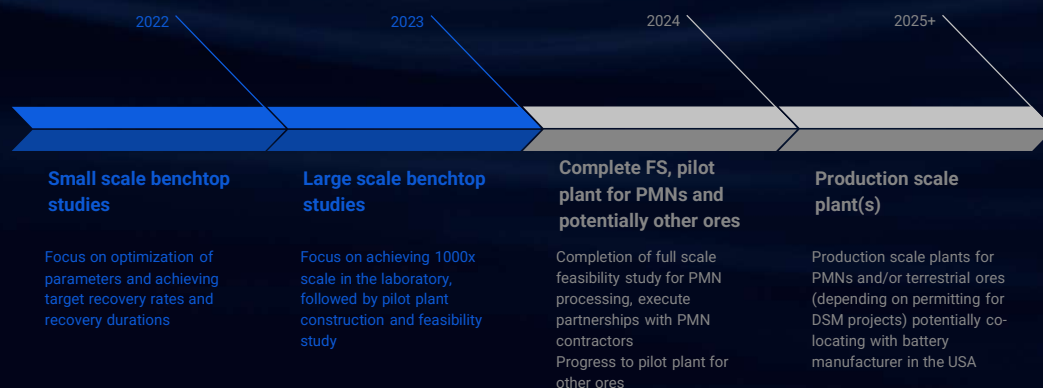 2022
2023
2024
2025+
Small scale benchtop
studies
Focus on optimization of
parameters and achieving
target recovery rates and
recovery durations
Large scale benchtop
studies
Focus on achieving 1000x
scale in the laboratory,
followed by pilot plant
construction and feasibility
study
Complete FS, pilot
plant for PMNs and
potentially other ores
Completion of full scale
feasibility study for PMN
processing, execute
partnerships with PMN
contractors
Progress to pilot plant for
other ores
Production scale
plant(s)
Production scale plants for
PMNs and/or terrestrial ores
(depending on permitting for
DSM projects) potentially co-
locating with battery
manufacturer in the USA